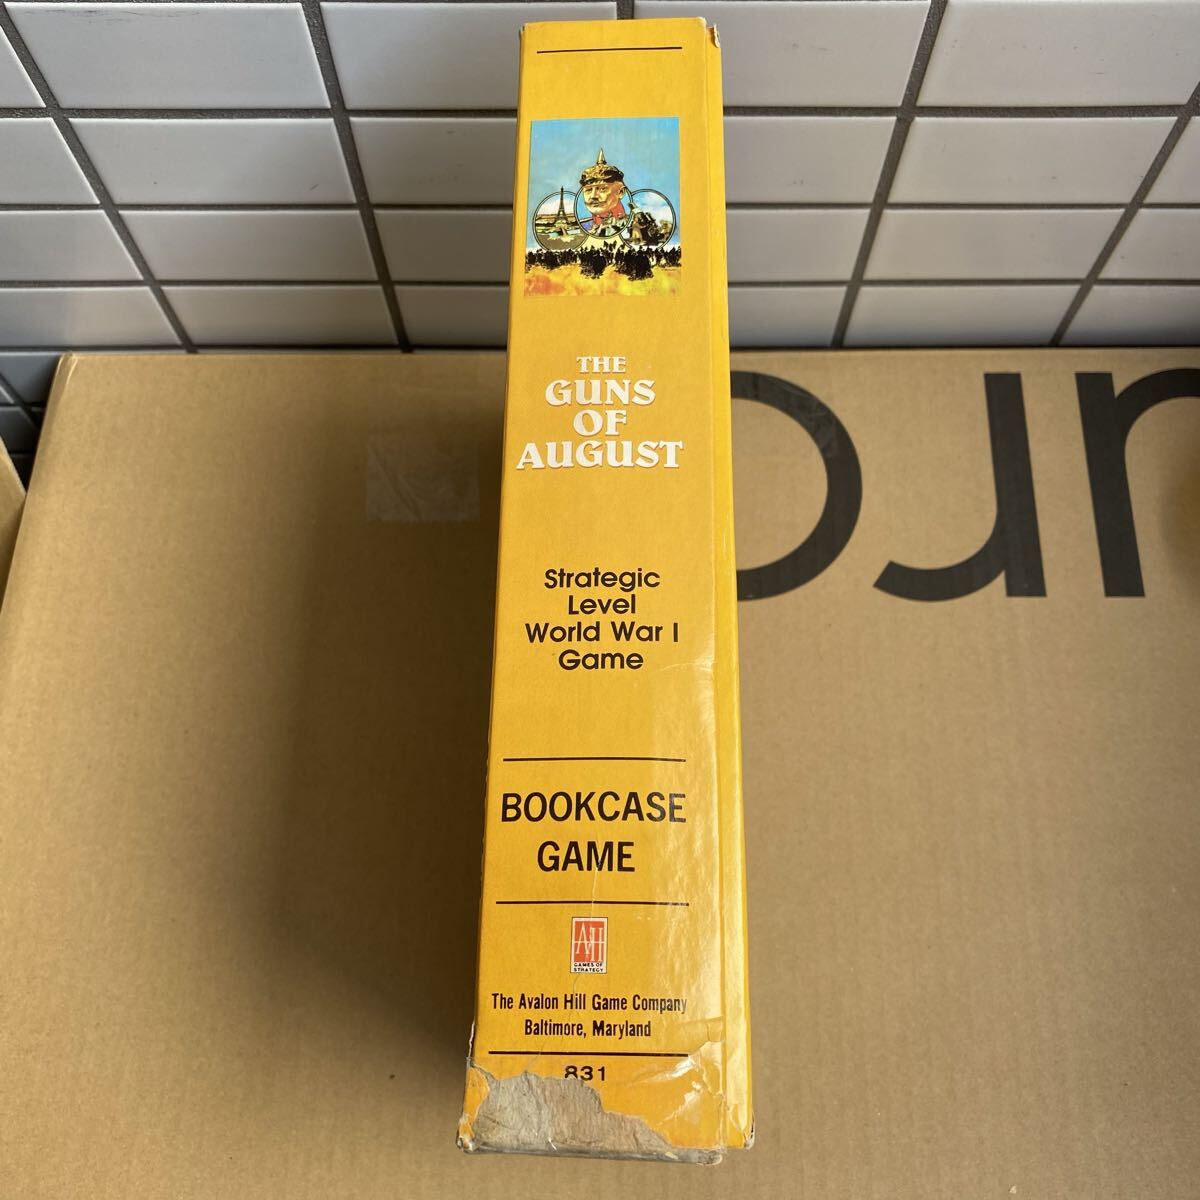 THE
GUNS
OF
AUGUST
Strategic
Level
World War I
Game
BOOKCASE
GAME
AH
GAMES OF
STRATEGY
The Avalon Hill Game Company
Baltimore, Maryland
831